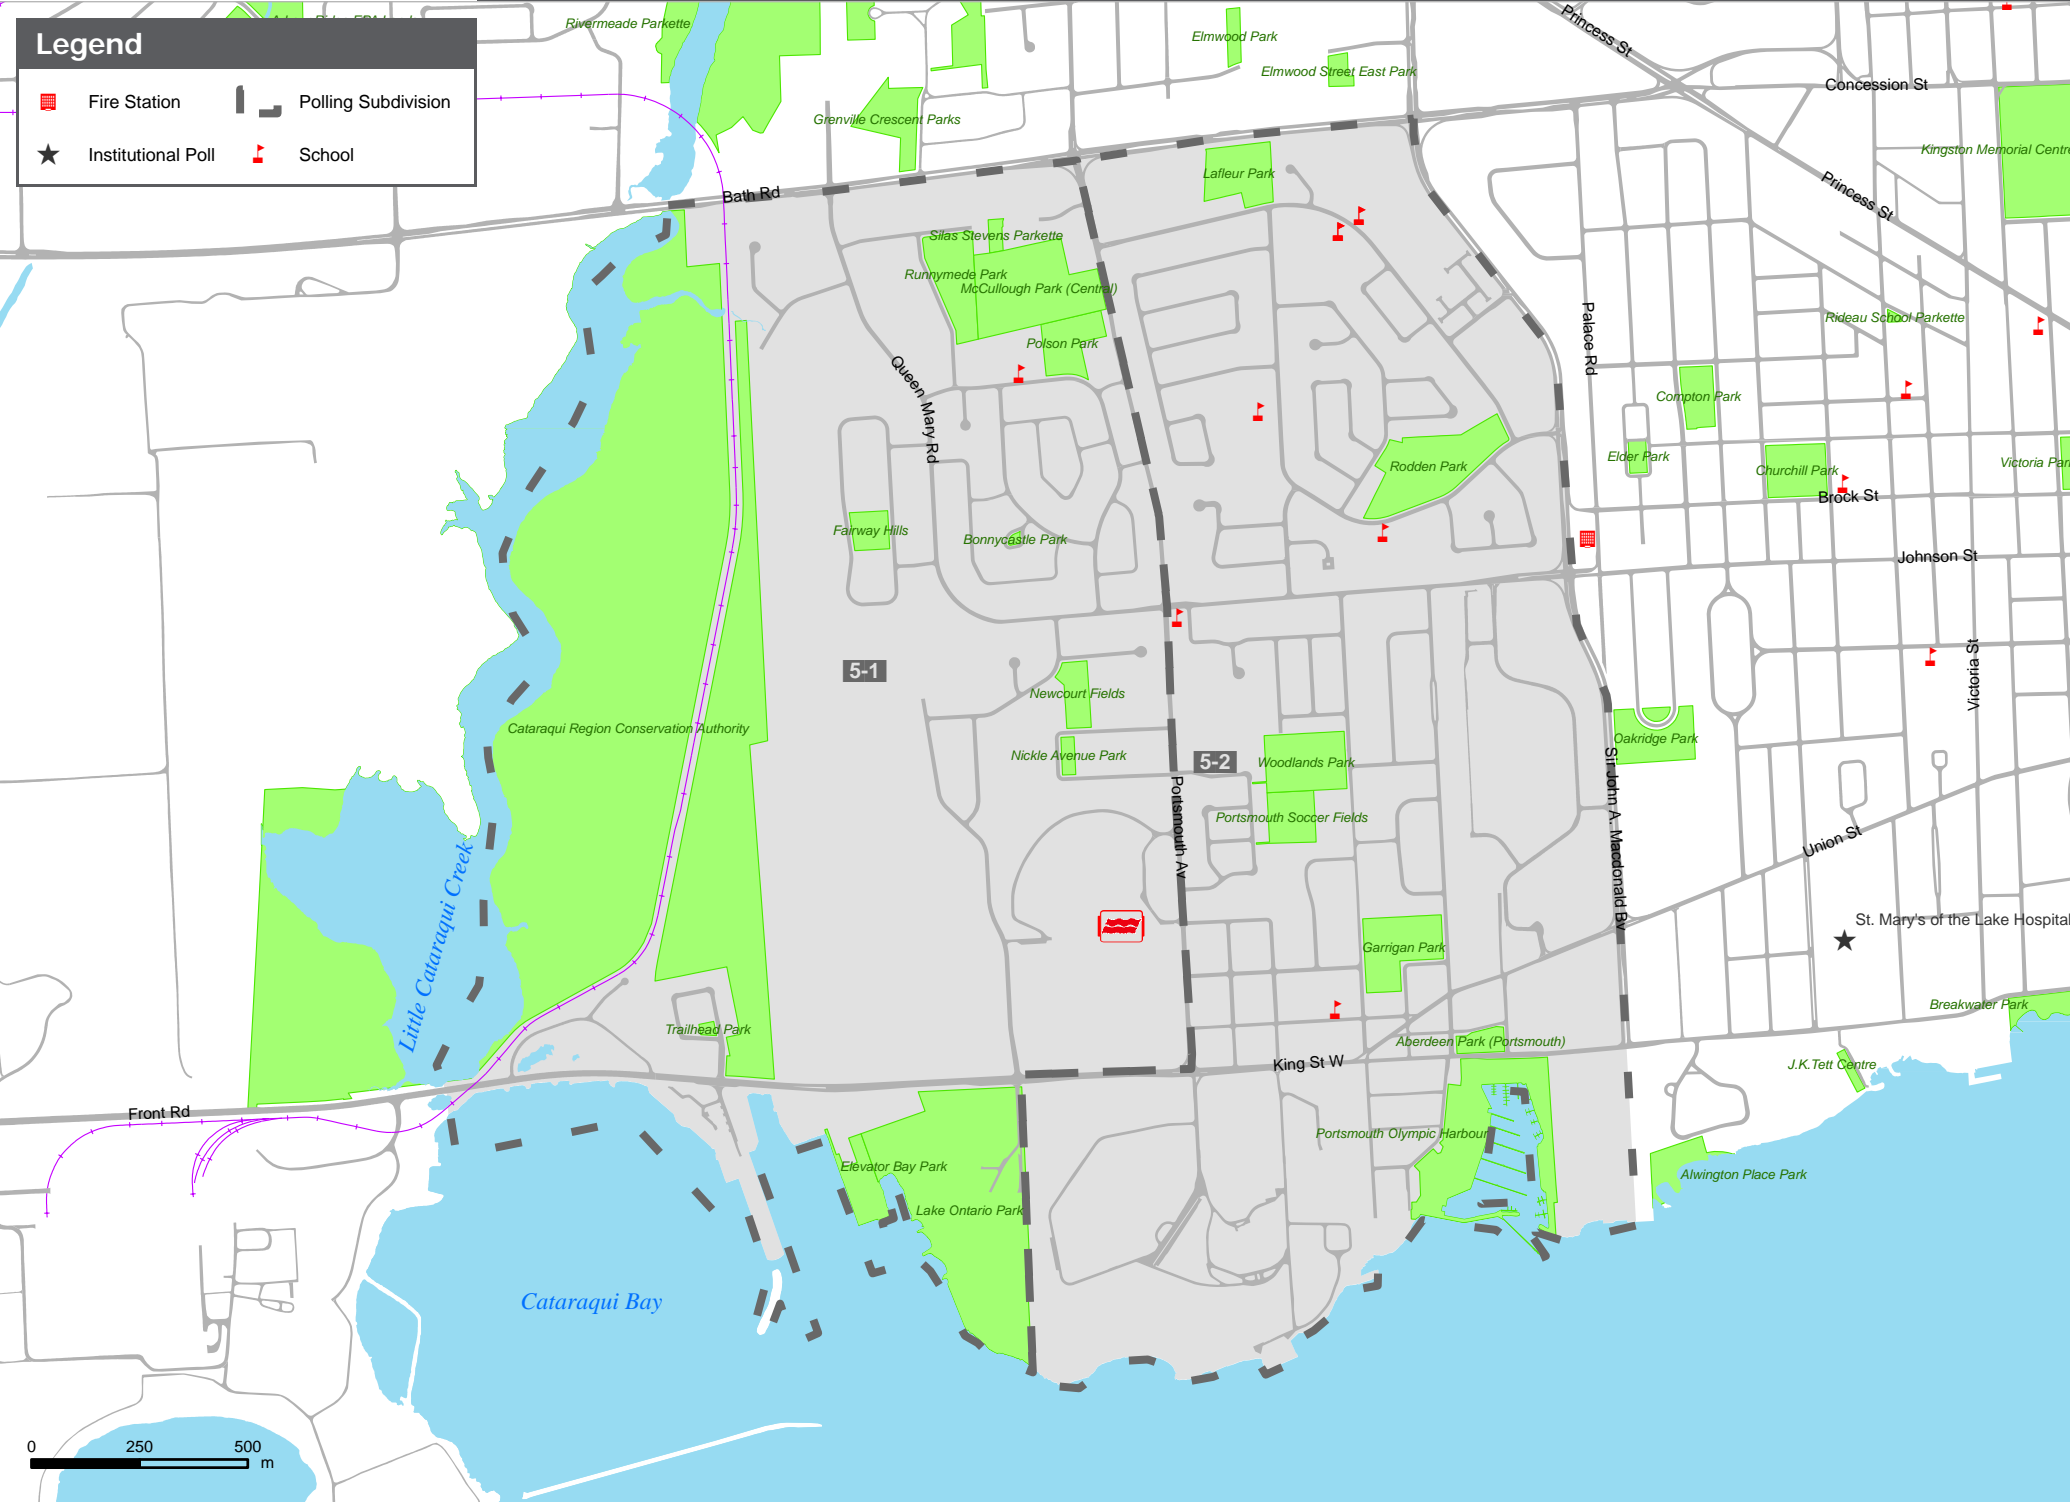 Legend
Fire Station
Polling Subdivision
Institutional Poll
School
Rivermeade Parkette
Grenville Crescent Parks
Elmwood Park
Elmwood Street East Park
Princess St
Concession St
Kingston Memorial Centre
Princess St
Bath Rd
Lafleur Park
Silas Stevens Parkette
Runnymede Park
McCullough Park (Central)
Polson Park
Queen Mary Rd
Palace Rd
Rideau School Parkette
Compton Park
Rodden Park
Elder Park
Churchill Park
Victoria Par
Brock St
Fairway Hills
Bonnycastle Park
Johnson St
Victoria St
5-1
Newcourt Fields
Cataraqui Region Conservation Authority
Nickle Avenue Park
5-2
Woodlands Park
Oakridge Park
Portsmouth Av
Sir John A. Macdonald Bv
Portsmouth Soccer Fields
Union St
Little Cataraqui Creek
Garrigan Park
St. Mary's of the Lake Hospital
Breakwater Park
Trailhead Park
Aberdeen Park (Portsmouth)
King St W
J.K.Tett Centre
Front Rd
Portsmouth Olympic Harbour
Elevator Bay Park
Alwington Place Park
Lake Ontario Park
Cataraqui Bay
0 250 500
m